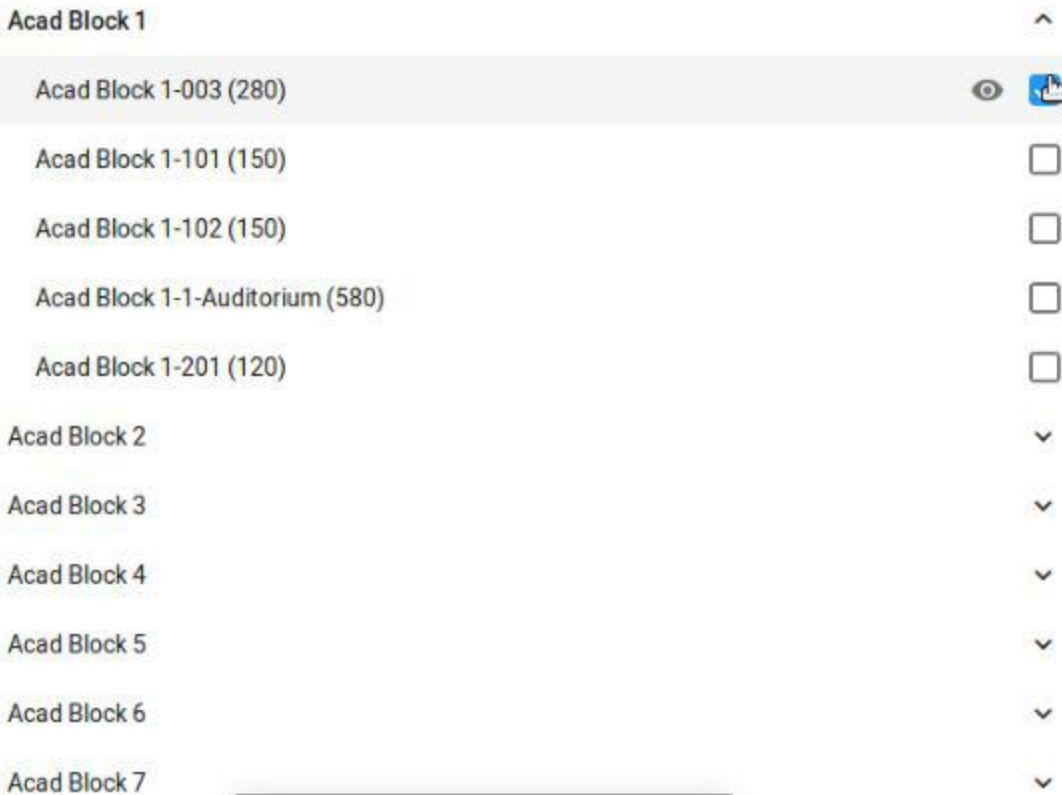 Acad Block 1
Acad Block 1-003 (280)
Acad Block 1-101 (150)
Acad Block 1-102 (150)
Acad Block 1-1-Auditorium (580)
Acad Block 1-201 (120)
Acad Block 2
Acad Block 3
Acad Block 4
Acad Block 5
Acad Block 6
Acad Block 7